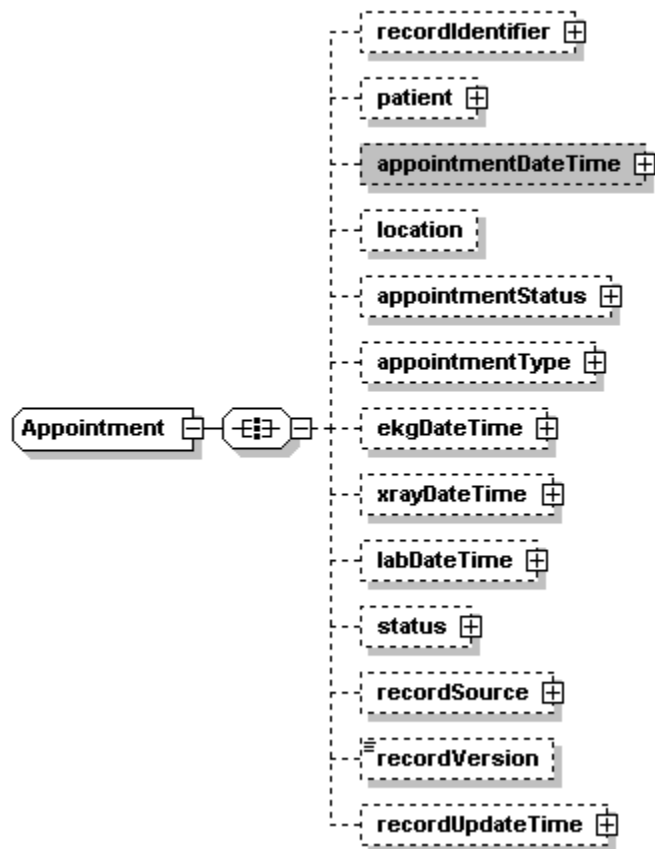 recordIdentifier
patient
appointmentDateTime
location
appointmentStatus
appointmentType
Appointment
ekgDateTime
xrayDateTime
labDateTime
status
recordSource
recordVersion
recordUpdateTime